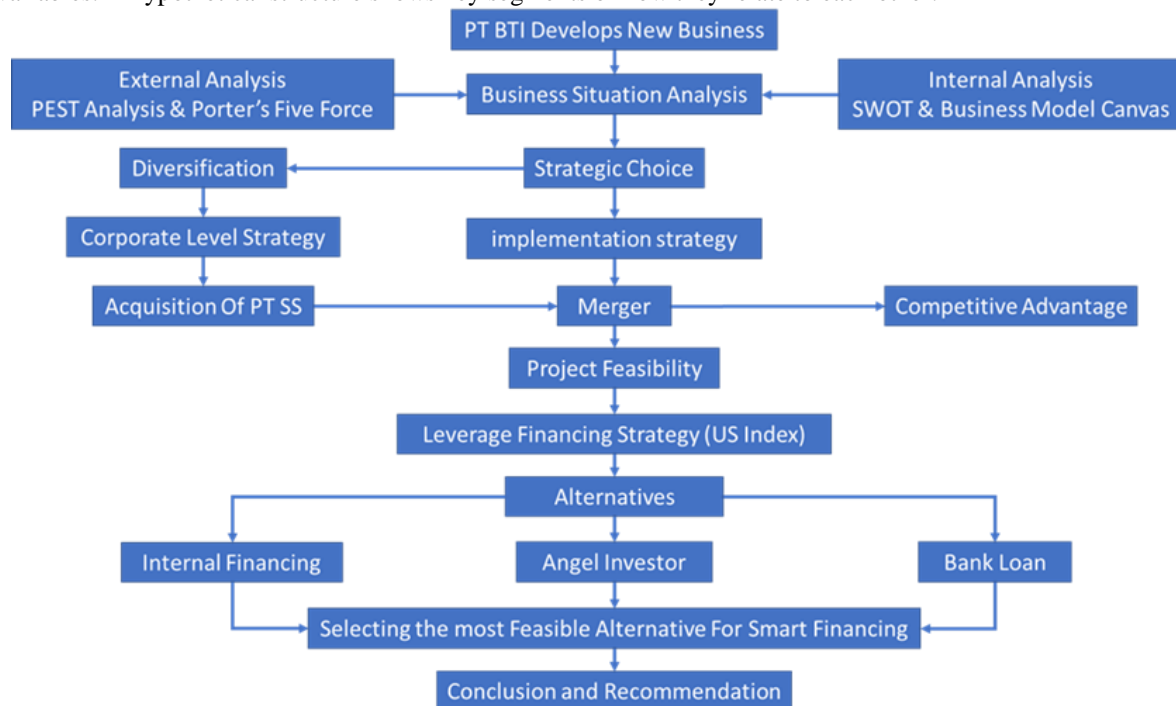 PT BTI Develops New Business
External Analysis
PEST Analysis & Porter's Five Force
Business Situation Analysis
Internal Analysis
SWOT & Business Model Canvas
Diversification
Strategic Choice
Corporate Level Strategy
implementation strategy
Acquisition Of PT SS
Merger
Competitive Advantage
Project Feasibility
Leverage Financing Strategy (US Index)
Alternatives
Internal Financing
Angel Investor
Bank Loan
Selecting the most Feasible Alternative For Smart Financing
Conclusion and Recommendation